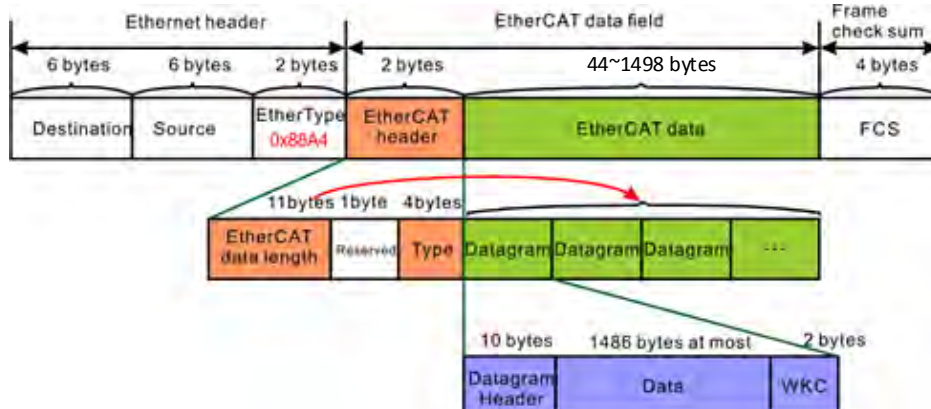 Ethernet header
EtherCAT data field
Frame
check sum
6 bytes
6 bytes
2 bytes
2 bytes
44~1498 bytes
4 bytes
Destination
Source
EtherType
0x88A4
EtherCAT
header
EtherCAT data
FCS
11bytes
1byte
4bytes
EtherCAT
data length
Reserved
Type
Datagram
Datagram
Datagram
---
10 bytes
1486 bytes at most
2 bytes
Datagram
Header
Data
WKC